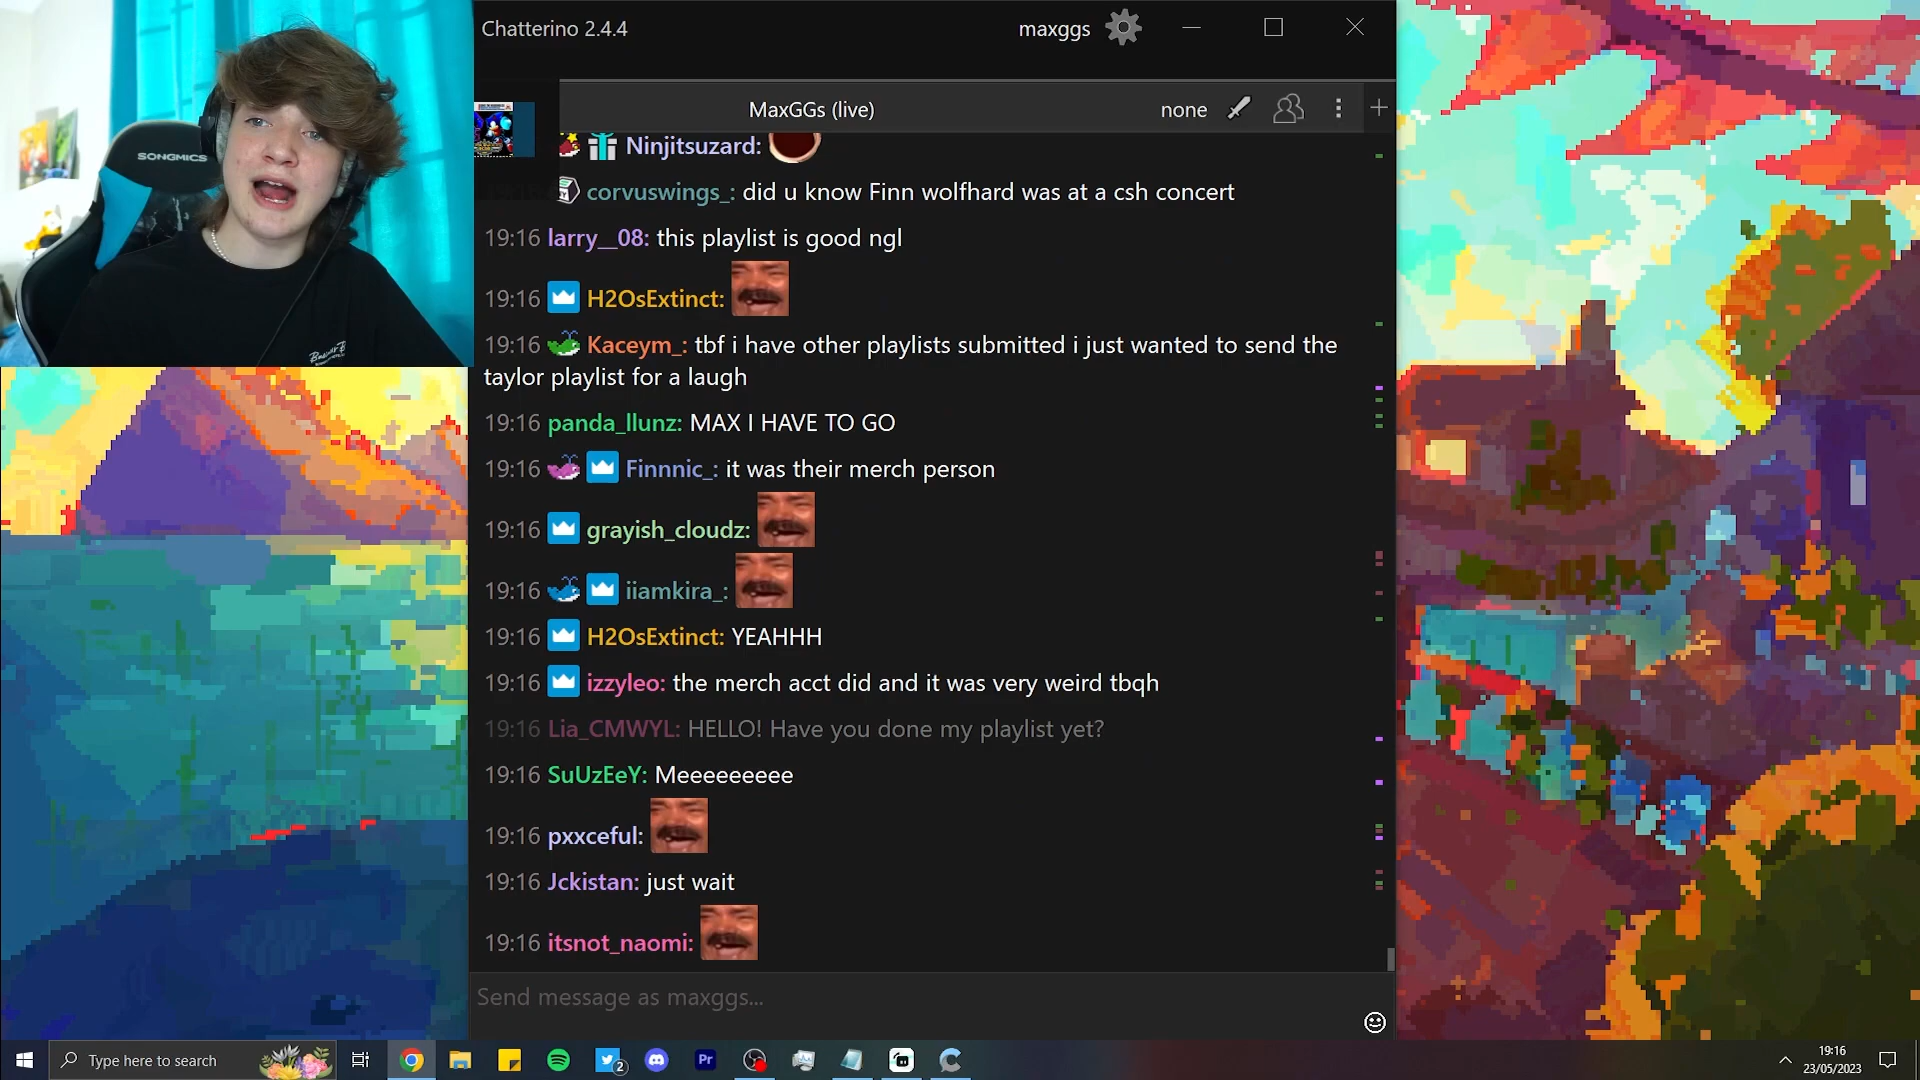 Chatterino 2.4.4
maxggs
MaxGGs (live)
none
SONGMICS
Ninjitsuzard:
corvuswings_: did u know Finn wolfhard was at a csh concert
19:16 larry__08: this playlist is good ngl
19:16 H2OsExtinct:
19:16 Kaceym_: tbf i have other playlists submitted i just wanted to send the
taylor playlist for a laugh
19:16 panda_llunz: MAX I HAVE TO GO
19:16 Finnnic_: it was their merch person
19:16 grayish_cloudz:
19:16 iiamkira_:
19:16 H2OsExtinct: YEAHHH
19:16 izzyleo: the merch acct did and it was very weird tbqh
19:16 Lia_CMWYL: HELLO! Have you done my playlist yet?
19:16 SuUzEeY: Meeeeeeeee
19:16 pxxceful:
19:16 Jckistan: just wait
19:16 itsnot_naomi:
Send message as maxggs...
Type here to search
2
Pr
19:16
23/05/2023